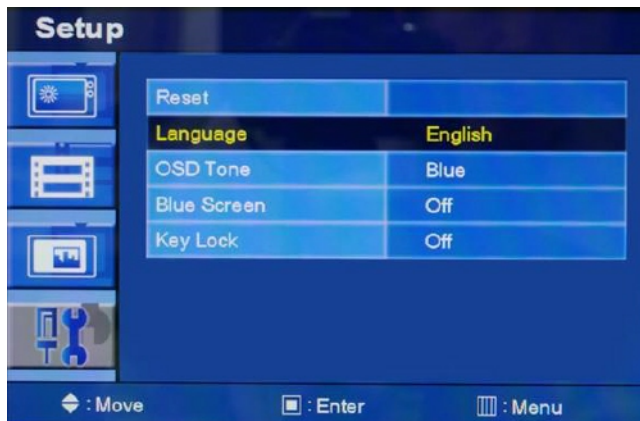 Setup
Reset
Language English
OSD Tone Blue
Blue Screen Off
Key Lock Off
: Move : Enter : Menu